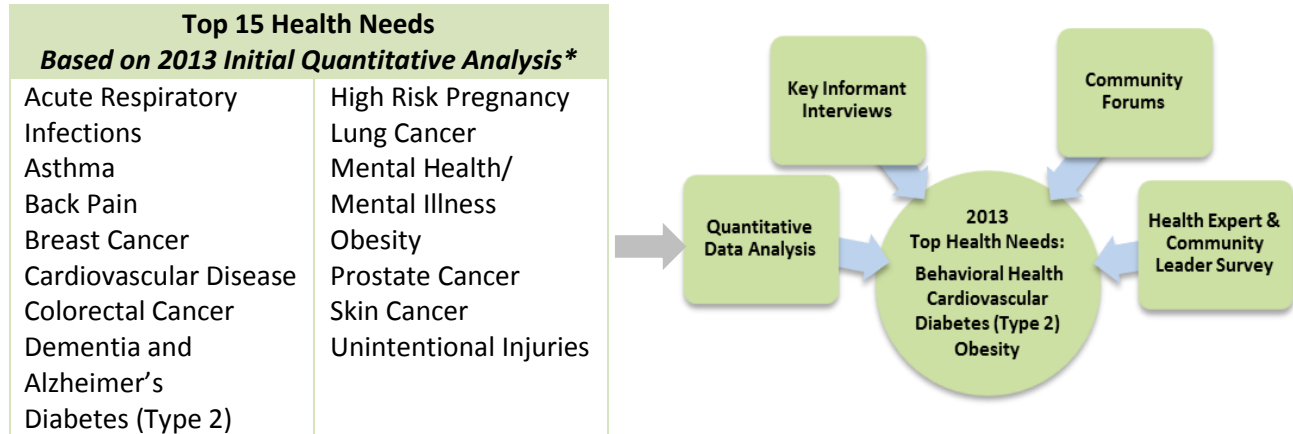 Top 15 Health Needs
Based on 2013 Initial Quantitative Analysis*
Acute Respiratory
Infections
Asthma
Back Pain
Breast Cancer
Cardiovascular Disease
Colorectal Cancer
Dementia and
Alzheimer’s
Diabetes (Type 2)
High Risk Pregnancy
Lung Cancer
Mental Health/
Mental Illness
Obesity
Prostate Cancer
Skin Cancer
Unintentional Injuries
Quantitative
Data Analysis
Key Informant
Interviews
Community
Forums
Health Expert &
Community
Leader Survey
2013
Top Health Needs:
Behavioral Health
Cardiovascular
Diabetes (Type 2)
Obesity